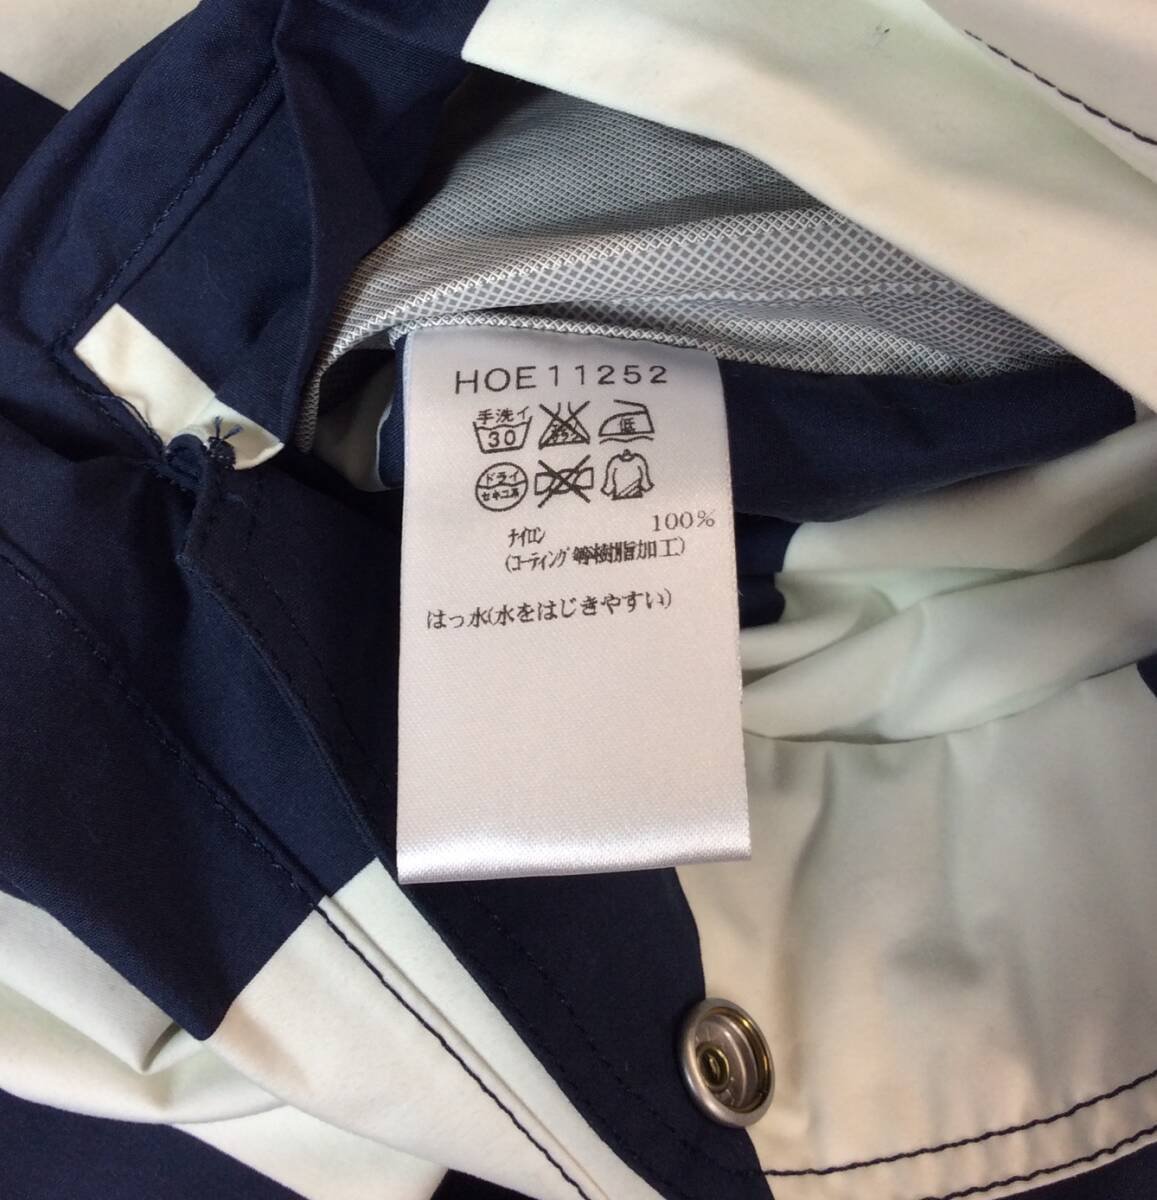 HOE11252
手洗イ 低
30
ドライ
セキユ系
ナイロン 100%
(コーティング等樹脂加工)
はっ水(水をはじきやすい)